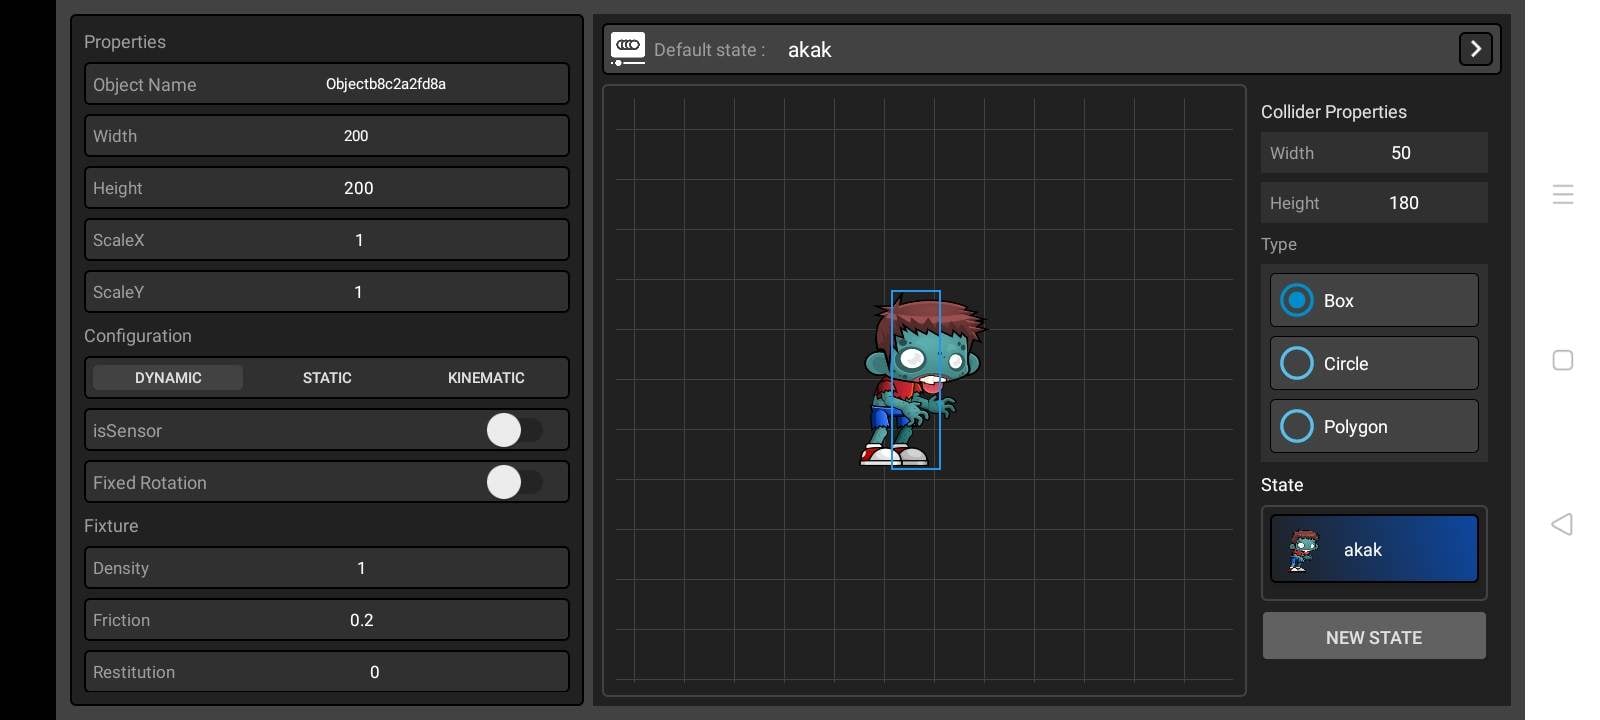 Properties
Object Name Objectb8c2a2fd8a
Width 200
Height 200
ScaleX 1
ScaleY 1
Configuration
DYNAMIC STATIC KINEMATIC
isSensor
Fixed Rotation
Fixture
Density 1
Friction 0.2
Restitution 0
Default state : akak
Collider Properties
Width 50
Height 180
Type
Box
Circle
Polygon
State
akak
NEW STATE